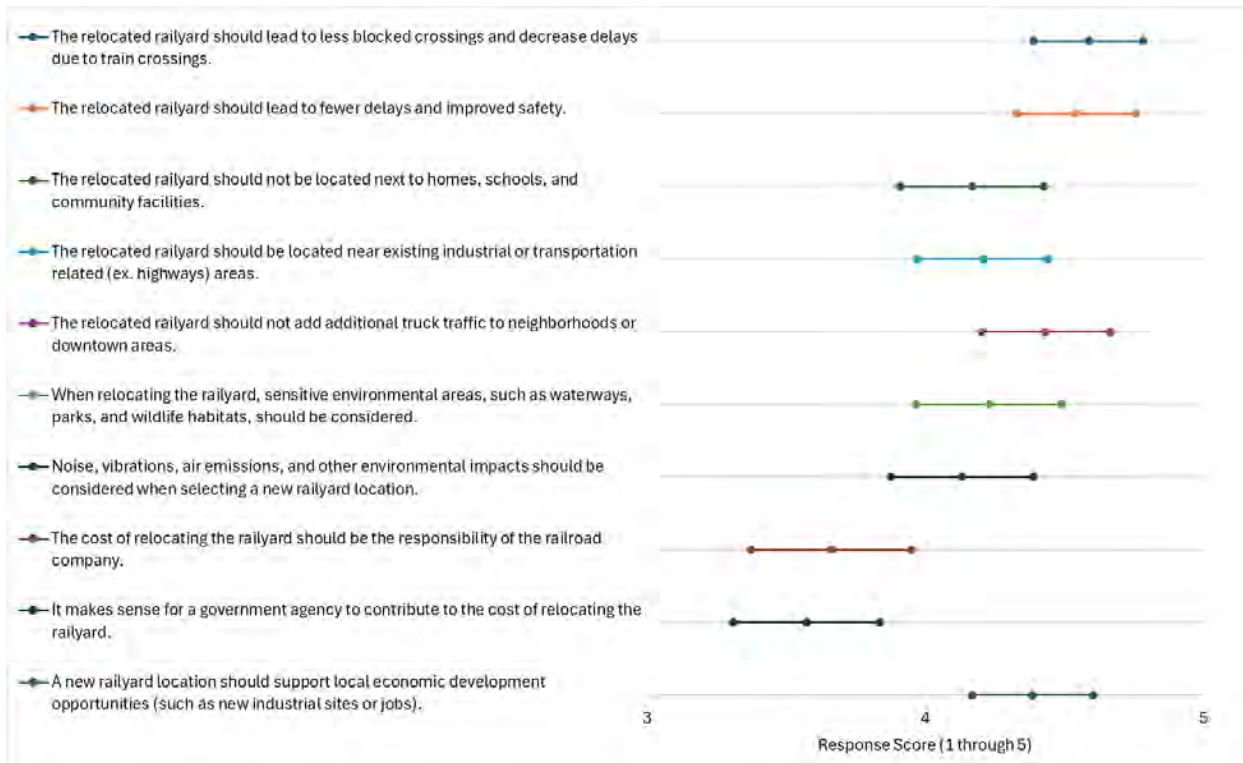 The relocated railyard should lead to less blocked crossings and decrease delays
due to train crossings.
The relocated railyard should lead to fewer delays and improved safety.
The relocated railyard should not be located next to homes, schools, and
community facilities.
The relocated railyard should be located near existing industrial or transportation
related (ex. highways) areas.
The relocated railyard should not add additional truck traffic to neighborhoods or
downtown areas.
When relocating the railyard, sensitive environmental areas, such as waterways,
parks, and wildlife habitats, should be considered.
Noise, vibrations, air emissions, and other environmental impacts should be
considered when selecting a new railyard location.
The cost of relocating the railyard should be the responsibility of the railroad
company.
It makes sense for a government agency to contribute to the cost of relocating the
railyard.
A new railyard location should support local economic development
opportunities (such as new industrial sites or jobs).
3 4 5
Response Score (1 through 5)